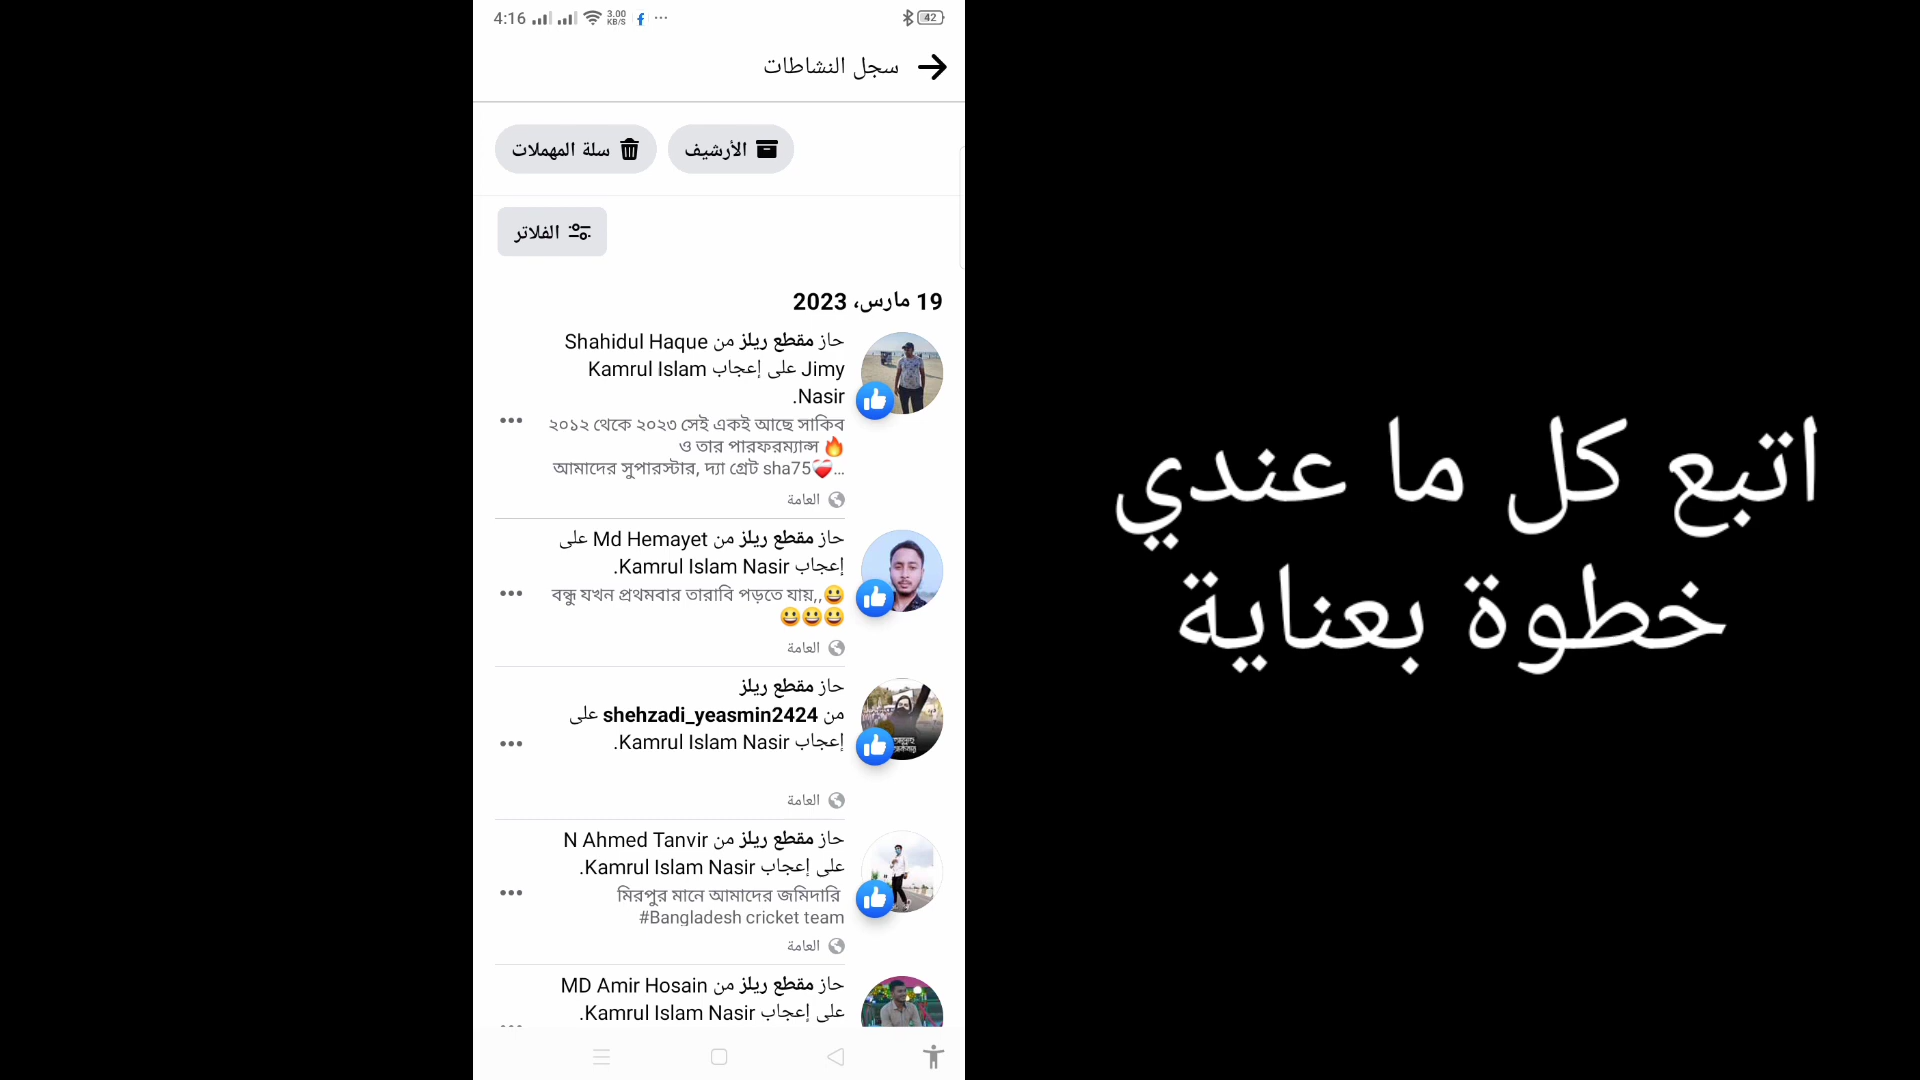 4:16 3.00 KB/S 42
سجل النشاطات
الأرشيف
سلة المهملات
الفلاتر
19 مارس، 2023
حاز مقطع ريلز من Shahidul Haque
Jimy على إعجاب Kamrul Islam
Nasir.
২০১২ থেকে ২০২৩ সেই একই আছে সাকিব
ও তার পারফরম্যান্স 🔥
আমাদের সুপারস্টার, দ্যা গ্রেট sha75❤️‍🩹...
العامة
حاز مقطع ريلز من Md Hemayet على
إعجاب Kamrul Islam Nasir.
বন্ধু যখন প্রথমবার তারাবি পড়তে যায়,,😀
😀😀😀
العامة
حاز مقطع ريلز
من shehzadi_yeasmin2424 على
إعجاب Kamrul Islam Nasir.
العامة
حاز مقطع ريلز من N Ahmed Tanvir
على إعجاب Kamrul Islam Nasir.
মিরপুর মানে আমাদের জমিদারি
#Bangladesh cricket team
العامة
حاز مقطع ريلز من MD Amir Hosain
على إعجاب Kamrul Islam Nasir.
اتبع كل ما عندي
خطوة بعناية